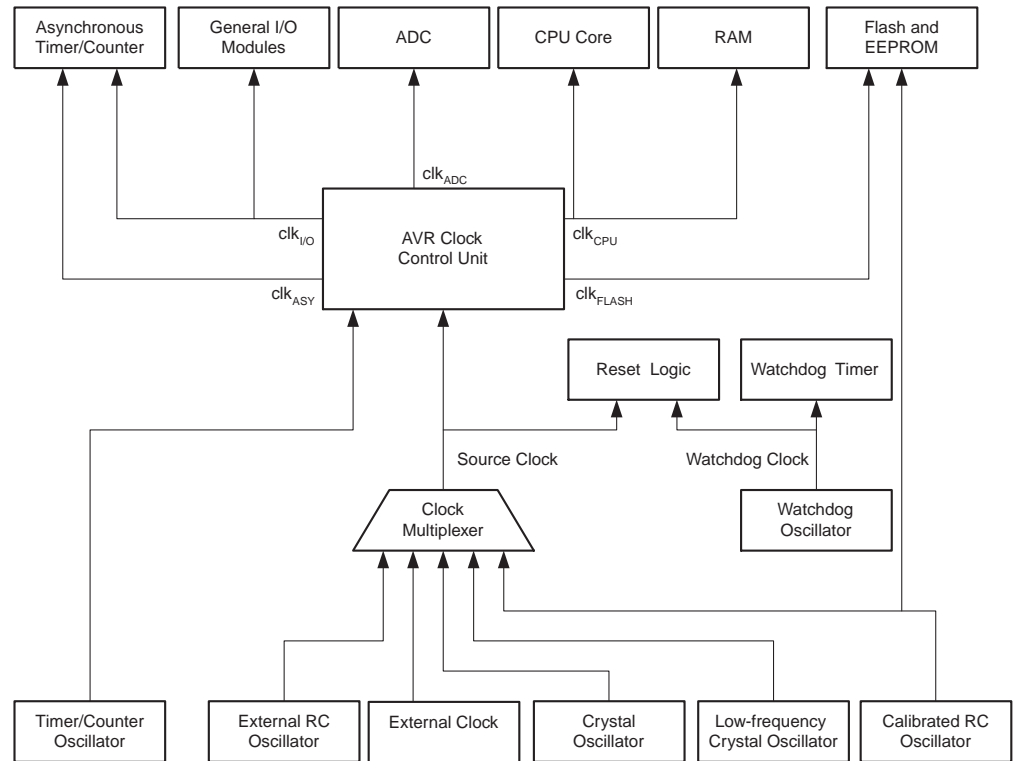 Asynchronous
Timer/Counter
General I/O
Modules
ADC
CPU Core
RAM
Flash and
EEPROM
clkADC
clkI/O
AVR Clock
Control Unit
clkCPU
clkASY
clkFLASH
Reset Logic
Watchdog Timer
Source Clock
Watchdog Clock
Clock
Multiplexer
Watchdog
Oscillator
Timer/Counter
Oscillator
External RC
Oscillator
External Clock
Crystal
Oscillator
Low-frequency
Crystal Oscillator
Calibrated RC
Oscillator